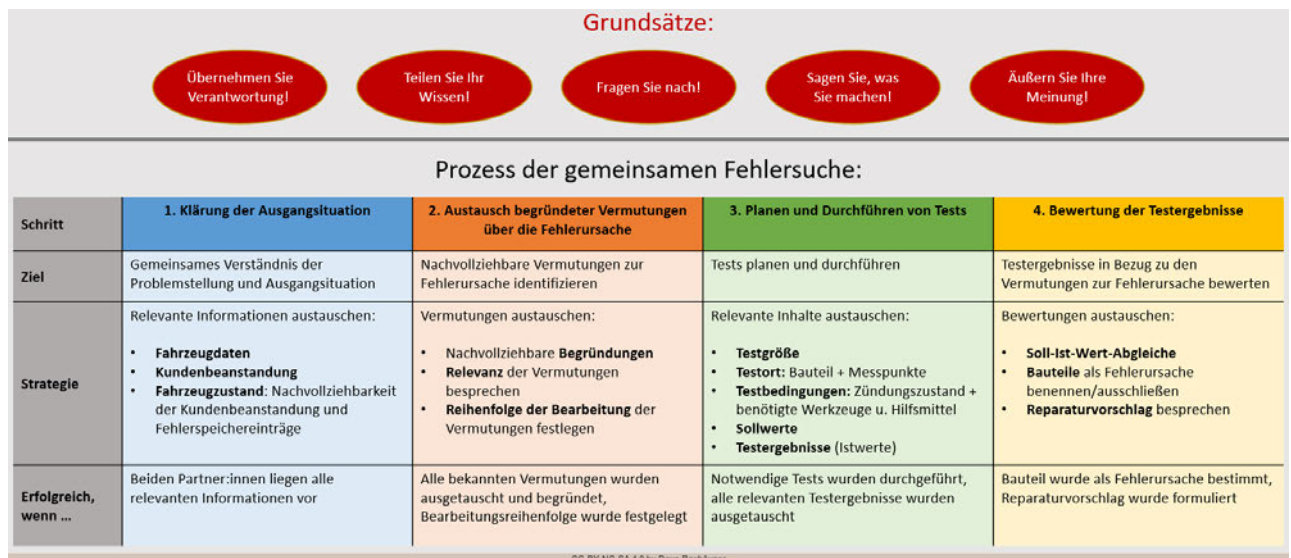 Grundsätze:
Übernehmen Sie
Verantwortung!
Teilen Sie Ihr
Wissen!
Fragen Sie nach!
Sagen Sie, was
Sie machen!
Äußern Sie Ihre
Meinung!
Prozess der gemeinsamen Fehlersuche:
Schritt
1. Klärung der Ausgangsituation
2. Austausch begründeter Vermutungen
über die Fehlerursache
3. Planen und Durchführen von Tests
4. Bewertung der Testergebnisse
Ziel
Gemeinsames Verständnis der
Problemstellung und Ausgangsituation
Nachvollziehbare Vermutungen zur
Fehlerursache identifizieren
Tests planen und durchführen
Testergebnisse in Bezug zu den
Vermutungen zur Fehlerursache bewerten
Strategie
Relevante Informationen austauschen:
• Fahrzeugdaten
• Kundenbeanstandung
• Fahrzeugzustand: Nachvollziehbarkeit
der Kundenbeanstandung und
Fehlerspeichereinträge
Vermutungen austauschen:
• Nachvollziehbare Begründungen
• Relevanz der Vermutungen
besprechen
• Reihenfolge der Bearbeitung der
Vermutungen festlegen
Relevante Inhalte austauschen:
• Testgröße
• Testort: Bauteil + Messpunkte
• Testbedingungen: Zündungszustand +
benötigte Werkzeuge u. Hilfsmittel
• Sollwerte
• Testergebnisse (Istwerte)
Bewertungen austauschen:
• Soll-Ist-Wert-Abgleiche
• Bauteile als Fehlerursache
benennen/ausschließen
• Reparaturvorschlag besprechen
Erfolgreich,
wenn ...
Beiden Partner:innen liegen alle
relevanten Informationen vor
Alle bekannten Vermutungen wurden
ausgetauscht und begründet,
Bearbeitungsreihenfolge wurde festgelegt
Notwendige Tests wurden durchgeführt,
alle relevanten Testergebnisse wurden
ausgetauscht
Bauteil wurde als Fehlerursache bestimmt,
Reparaturvorschlag wurde formuliert